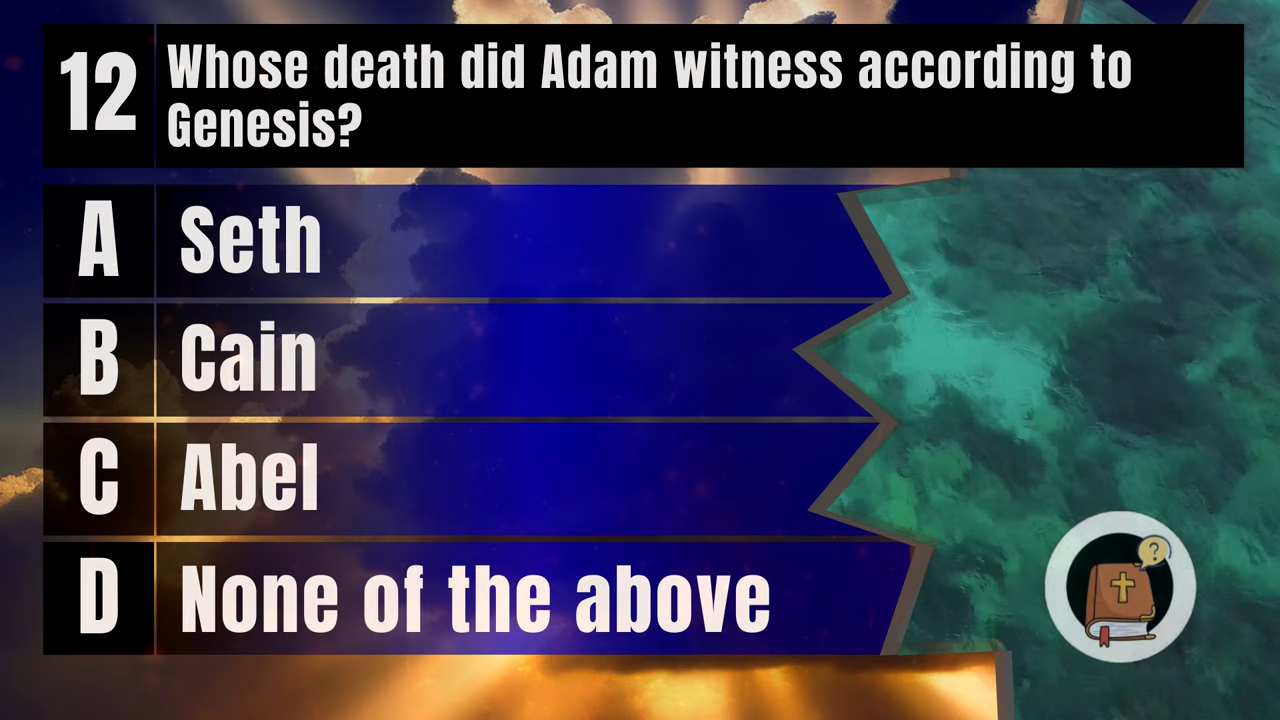 12
Whose death did Adam witness according to
Genesis?
A
Seth
B
Cain
C
Abel
D
None of the above
?